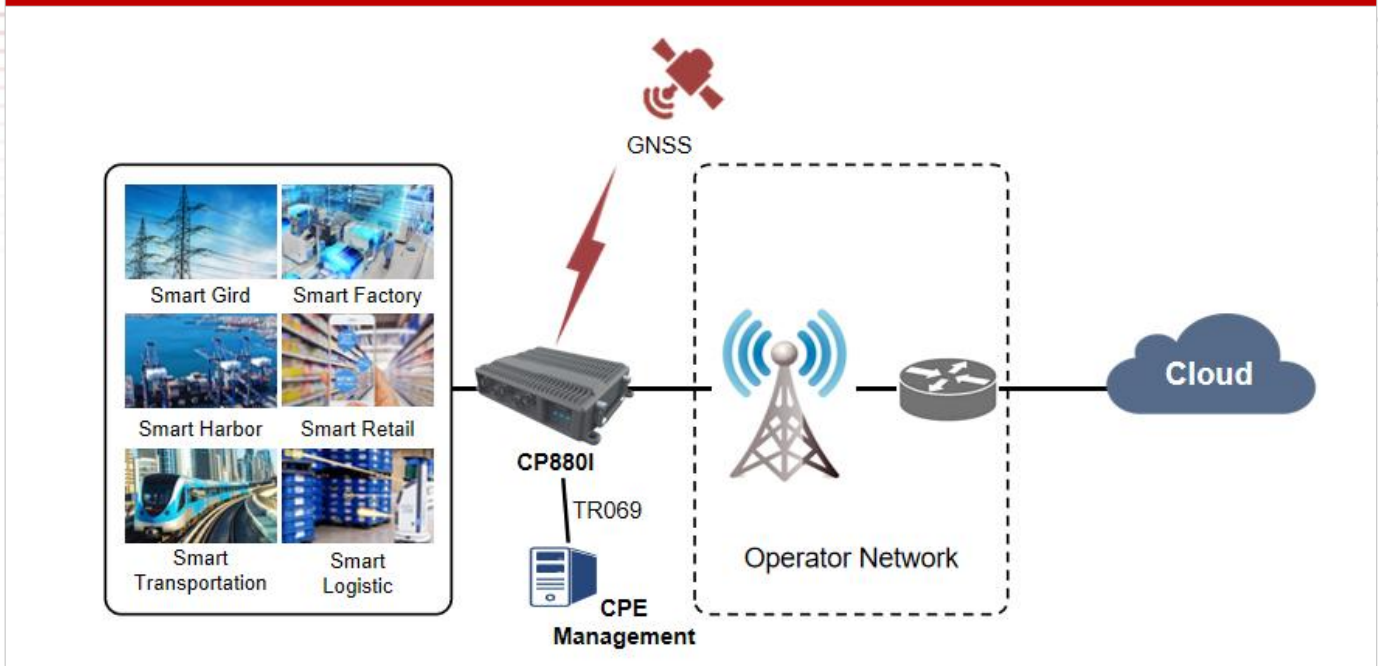 GNSS
Smart Gird
Smart Factory
Smart Harbor
Smart Retail
Smart
Transportation
Smart
Logistic
CP880I
TR069
CPE
Management
Operator Network
Cloud